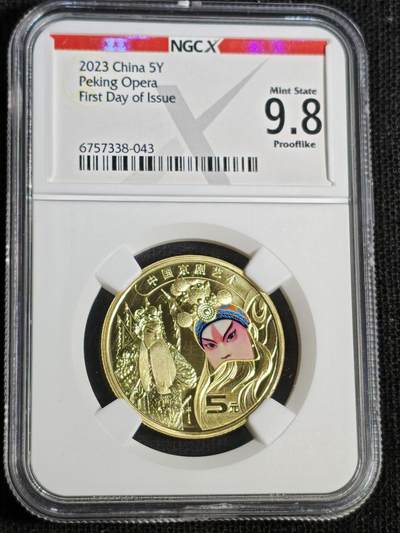 NGCX
2023 China 5Y
Peking Opera
First Day of Issue
6757338-043
Mint State
9.8
Prooflike
中国京剧艺术
5元